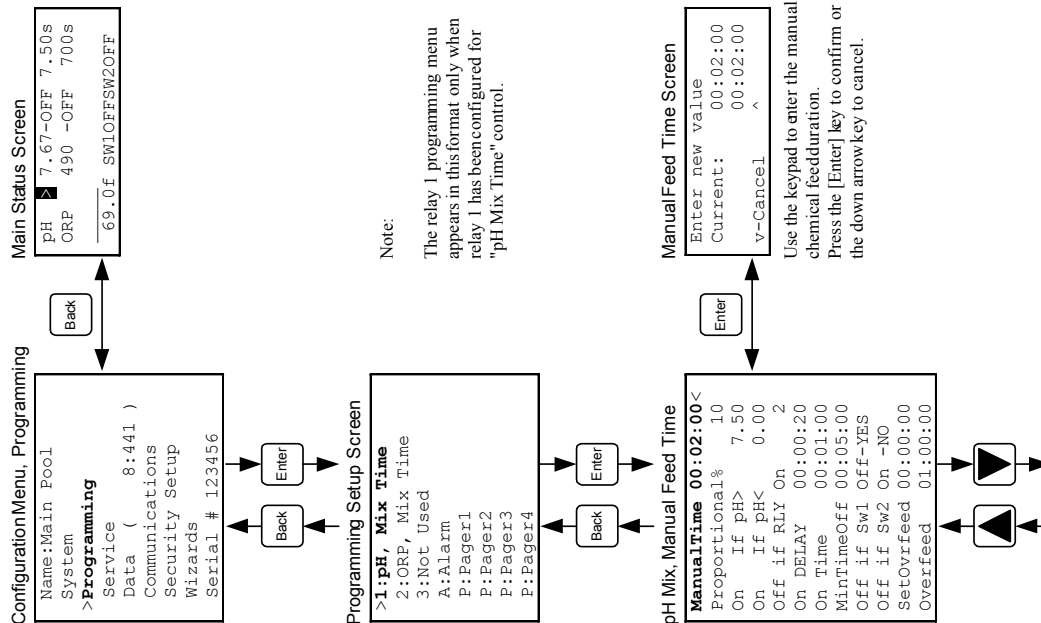 Configuration Menu, Programming
Name:Main Pool
System
>Programming
Service
Data ( 8:441 )
Communications
Security Setup
Wizards
Serial # 123456
Back
Main Status Screen
pH > 7.67-OFF 7.50s
ORP 490 -OFF 700s
69.0f SW1OFFSW2OFF
Back
Enter
Programming Setup Screen
>1:pH, Mix Time
2:ORP, Mix Time
3:Not Used
A:Alarm
P:Pager1
P:Pager2
P:Pager3
P:Pager4
Note:
The relay 1 programming menu
appears in this format only when
relay 1 has been configured for
"pH Mix Time" control.
Back
Enter
pH Mix, Manual Feed Time
ManualTime 00:02:00<
Proportional% 10
On If pH> 7.50
On If pH< 0.00
Off if RLY On 2
On DELAY 00:00:20
On Time 00:01:00
MinTimeOff 00:05:00
Off if Sw1 Off-YES
Off if Sw2 On -NO
SetOvrfeed 00:00:00
Overfeed 01:00:00
Enter
Manual Feed Time Screen
Enter new value
Current: 00:02:00
00:02:00
v-Cancel ^
Use the keypad to enter the manual
chemical feed duration.
Press the [Enter] key to confirm or
the down arrow key to cancel.